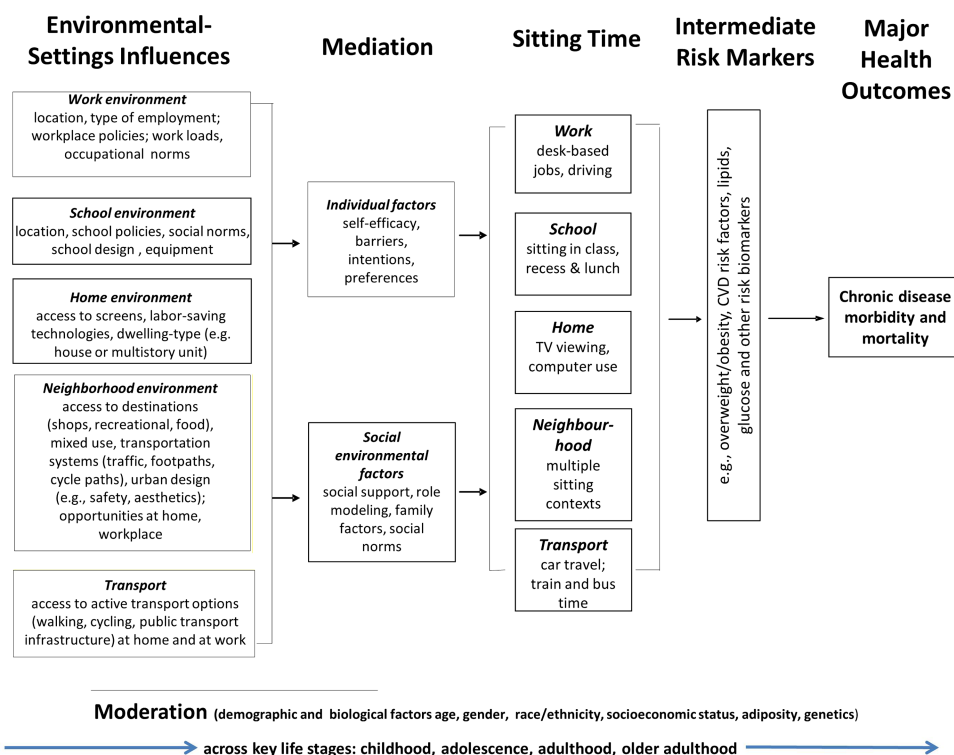 Environmental-
Settings Influences
Mediation
Sitting Time
Intermediate
Risk Markers
Major
Health
Outcomes
Work environment
location, type of employment;
workplace policies; work loads,
occupational norms
School environment
location, school policies, social norms,
school design , equipment
Home environment
access to screens, labor-saving
technologies, dwelling-type (e.g.
house or multistory unit)
Neighborhood environment
access to destinations
(shops, recreational, food),
mixed use, transportation
systems (traffic, footpaths,
cycle paths), urban design
(e.g., safety, aesthetics);
opportunities at home,
workplace
Transport
access to active transport options
(walking, cycling, public transport
infrastructure) at home and at work
Individual factors
self-efficacy,
barriers,
intentions,
preferences
Social
environmental
factors
social support, role
modeling, family
factors, social
norms
Work
desk-based
jobs, driving
School
sitting in class,
recess & lunch
Home
TV viewing,
computer use
Neighbour-
hood
multiple
sitting
contexts
Transport
car travel;
train and bus
time
e.g., overweight/obesity, CVD risk factors, lipids,
glucose and other risk biomarkers
Chronic disease
morbidity and
mortality
Moderation (demographic and biological factors age, gender, race/ethnicity, socioeconomic status, adiposity, genetics)
across key life stages: childhood, adolescence, adulthood, older adulthood